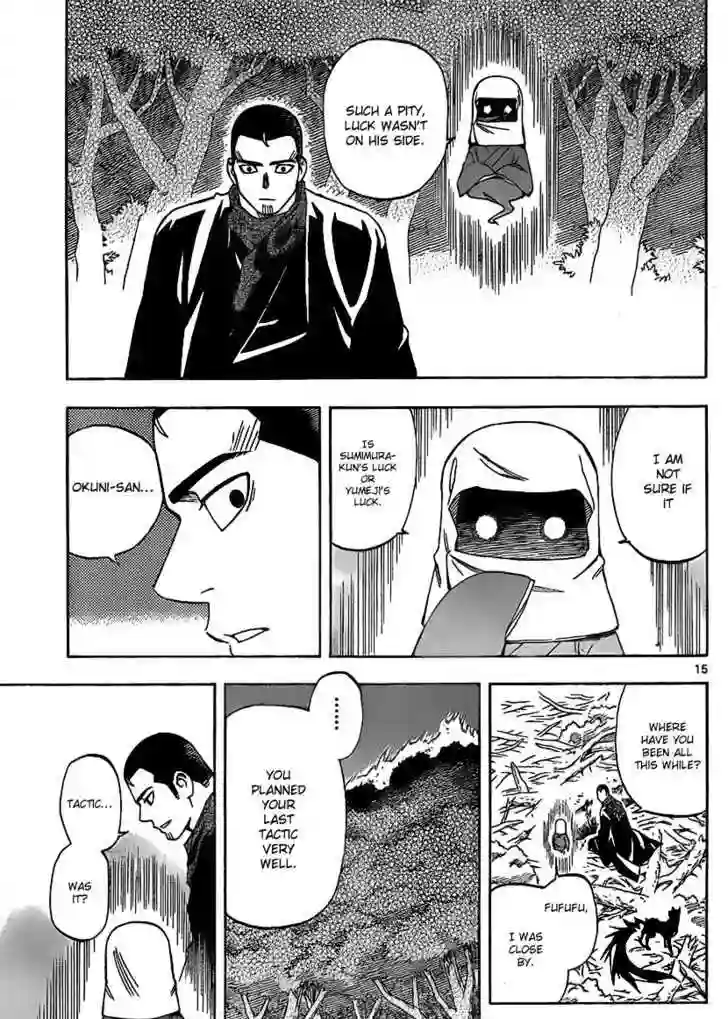 SUCH A PITY,
LUCK WASN'T
ON HIS SIDE.
I AM
NOT
SURE IF
IT
IS
SUMIMURA-
KUN'S LUCK
OR
YUMEJI'S
LUCK.
OKUNI-SAN...
15
WHERE
HAVE YOU
BEEN ALL
THIS WHILE?
FUFUFU,
I WAS
CLOSE
BY.
......
YOU
PLANNED
YOUR
LAST
TACTIC
VERY
WELL.
TACTIC...
WAS
IT?